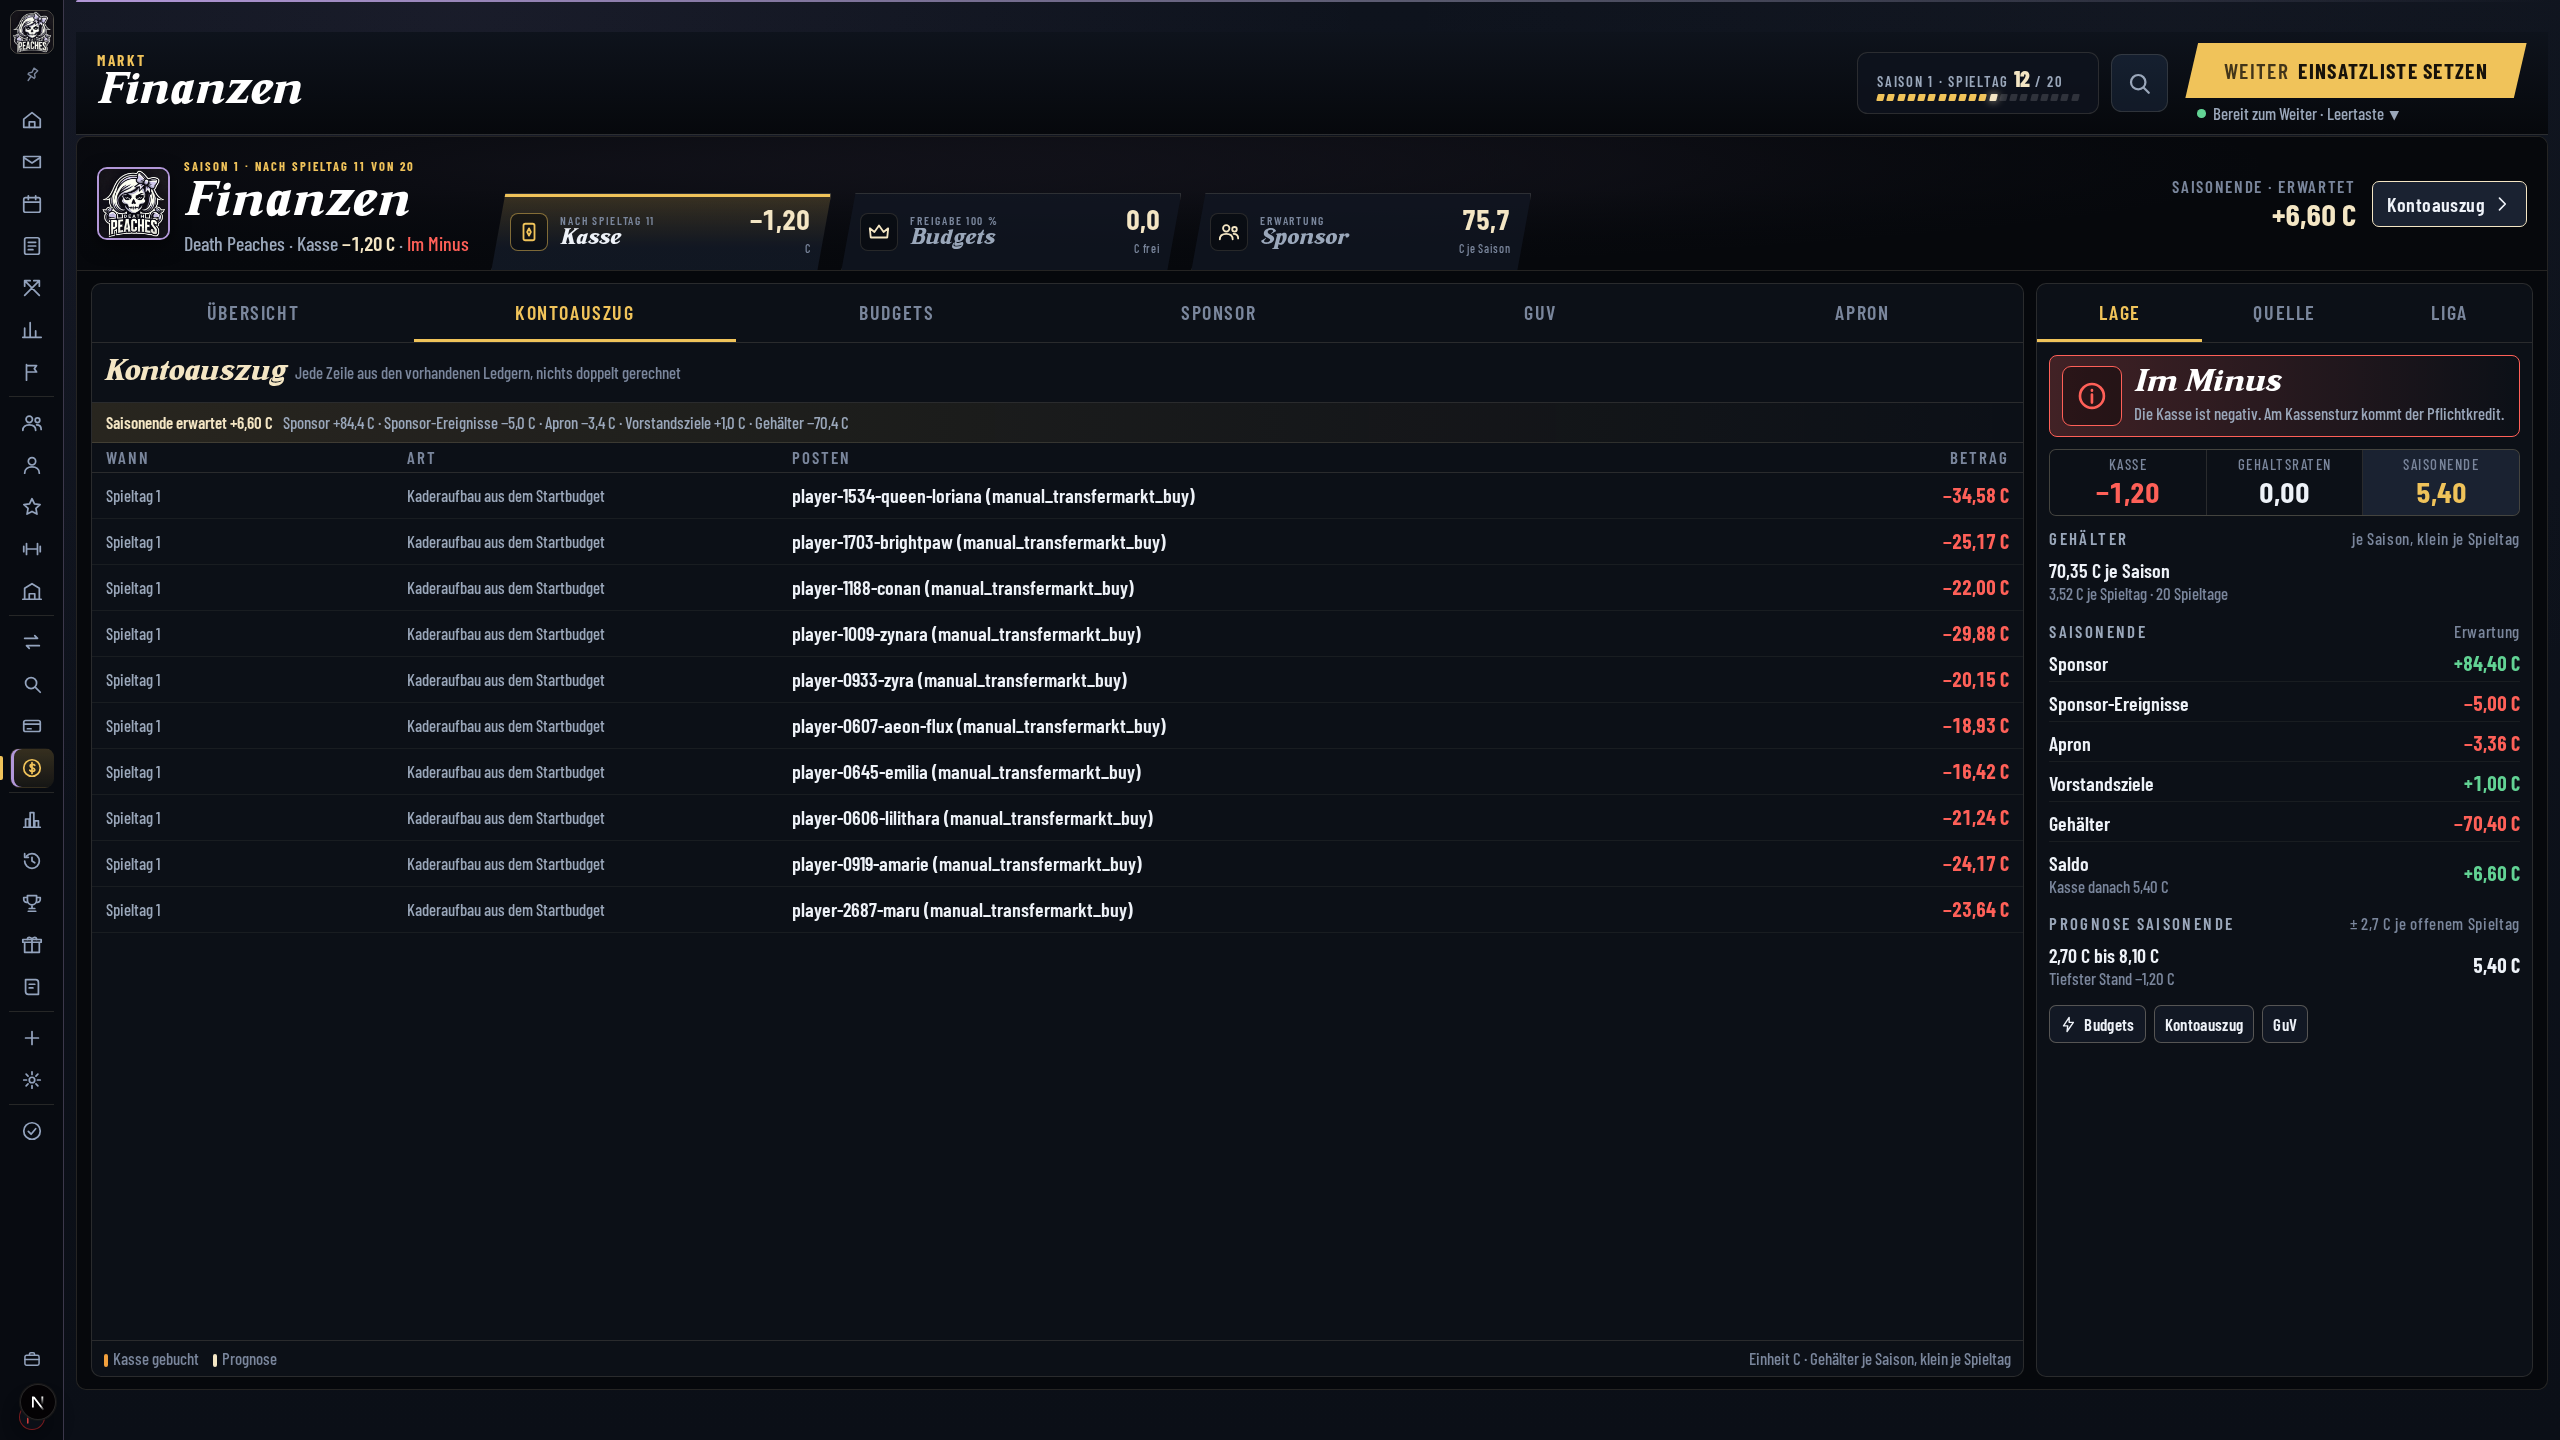 MARKT
Finanzen
SAISON 1 · SPIELTAG 12 / 20
WEITER EINSATZLISTE SETZEN
Bereit zum Weiter · Leertaste ▼
SAISON 1 · NACH SPIELTAG 11 VON 20
Finanzen
Death Peaches · Kasse −1,20 C · Im Minus
NACH SPIELTAG 11
Kasse
−1,20
C
FREIGABE 100 %
Budgets
0,0
C frei
ERWARTUNG
Sponsor
75,7
C je Saison
SAISONENDE · ERWARTET
+6,60 C
Kontoauszug
ÜBERSICHT KONTOAUSZUG BUDGETS SPONSOR GUV APRON
Kontoauszug Jede Zeile aus den vorhandenen Ledgern, nichts doppelt gerechnet
Saisonende erwartet +6,60 C Sponsor +84,4 C · Sponsor-Ereignisse −5,0 C · Apron −3,4 C · Vorstandsziele +1,0 C · Gehälter −70,4 C
WANN ART POSTEN BETRAG
Spieltag 1 Kaderaufbau aus dem Startbudget player-1534-queen-loriana (manual_transfermarkt_buy) −34,58 C
Spieltag 1 Kaderaufbau aus dem Startbudget player-1703-brightpaw (manual_transfermarkt_buy) −25,17 C
Spieltag 1 Kaderaufbau aus dem Startbudget player-1188-conan (manual_transfermarkt_buy) −22,00 C
Spieltag 1 Kaderaufbau aus dem Startbudget player-1009-zynara (manual_transfermarkt_buy) −29,88 C
Spieltag 1 Kaderaufbau aus dem Startbudget player-0933-zyra (manual_transfermarkt_buy) −20,15 C
Spieltag 1 Kaderaufbau aus dem Startbudget player-0607-aeon-flux (manual_transfermarkt_buy) −18,93 C
Spieltag 1 Kaderaufbau aus dem Startbudget player-0645-emilia (manual_transfermarkt_buy) −16,42 C
Spieltag 1 Kaderaufbau aus dem Startbudget player-0606-lilithara (manual_transfermarkt_buy) −21,24 C
Spieltag 1 Kaderaufbau aus dem Startbudget player-0919-amarie (manual_transfermarkt_buy) −24,17 C
Spieltag 1 Kaderaufbau aus dem Startbudget player-2687-maru (manual_transfermarkt_buy) −23,64 C
Kasse gebucht Prognose
Einheit C · Gehälter je Saison, klein je Spieltag
LAGE QUELLE LIGA
Im Minus
Die Kasse ist negativ. Am Kassensturz kommt der Pflichtkredit.
KASSE GEHALTSRATEN SAISONENDE
−1,20 0,00 5,40
GEHÄLTER je Saison, klein je Spieltag
70,35 C je Saison
3,52 C je Spieltag · 20 Spieltage
SAISONENDE Erwartung
Sponsor +84,40 C
Sponsor-Ereignisse −5,00 C
Apron −3,36 C
Vorstandsziele +1,00 C
Gehälter −70,40 C
Saldo +6,60 C
Kasse danach 5,40 C
PROGNOSE SAISONENDE ± 2,7 C je offenem Spieltag
2,70 C bis 8,10 C 5,40 C
Tiefster Stand −1,20 C
Budgets Kontoauszug GuV
DEATH
PEACHES
PEACHES
N